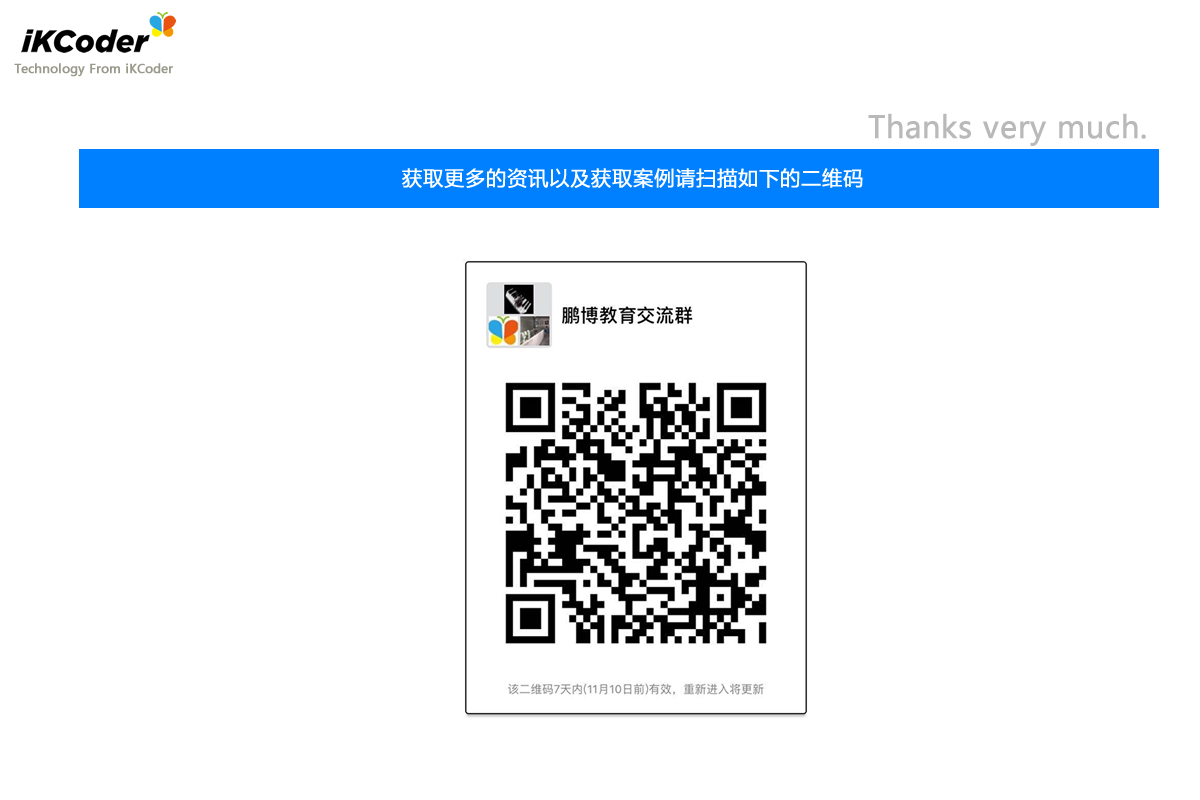 iKCoder
Technology From iKCoder
Thanks very much.
获取更多的资讯以及获取案例请扫描如下的二维码
鹏博教育交流群
该二维码7天内(11月10日前)有效，重新进入将更新